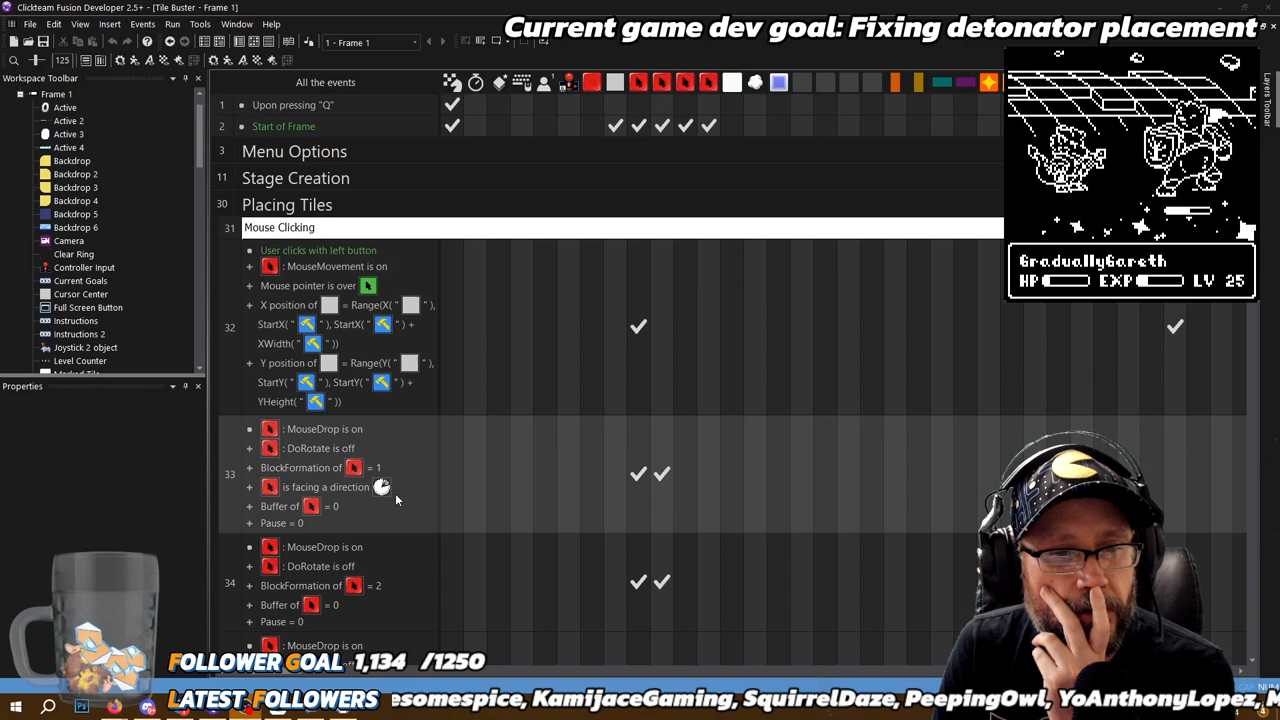 Clickteam Fusion Developer 2.5+ - [Tile Buster - Frame 1]
File Edit View Insert Events Run Tools Window Help
Current game dev goal: Fixing detonator placement
1 - Frame 1
Workspace Toolbar
Frame 1
Active
Active 2
Active 3
Active 4
Backdrop
Backdrop 2
Backdrop 3
Backdrop 4
Backdrop 5
Backdrop 6
Camera
Clear Ring
Controller Input
Current Goals
Cursor Center
Full Screen Button
Instructions
Instructions 2
Joystick 2 object
Level Counter
Properties
All the events
1 Upon pressing "Q"
2 Start of Frame
3 Menu Options
11 Stage Creation
30 Placing Tiles
31 Mouse Clicking
32
User clicks with left button
+ : MouseMovement is on
+ Mouse pointer is over
+ X position of = Range(X( " " ),
StartX( " " ), StartX( " " ) +
XWidth( " " ))
+ Y position of = Range(Y( " " ),
StartY( " " ), StartY( " " ) +
YHeight( " " ))
33
: MouseDrop is on
+ : DoRotate is off
+ BlockFormation of = 1
+ is facing a direction
+ Buffer of = 0
+ Pause = 0
34
: MouseDrop is on
+ : DoRotate is off
+ BlockFormation of = 2
+ Buffer of = 0
+ Pause = 0
: MouseDrop is on
Layers Toolbar
GraduallyGareth
HP EXP LV 25
FOLLOWER GOAL 1,134 /1250
LATEST FOLLOWERS esomespice, KamijaceGaming, SquirrelDaze, PeepingOwl, YoAnthonyLopez,
NUM